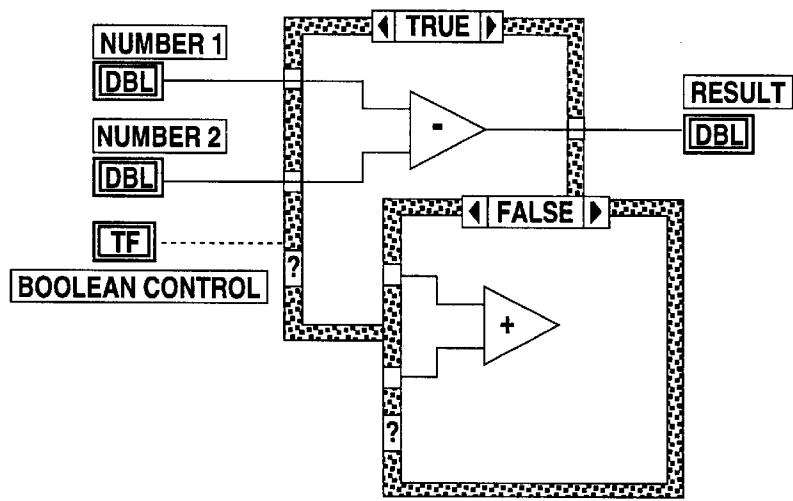 TRUE
NUMBER 1
DBL
-
RESULT
DBL
NUMBER 2
DBL
FALSE
TF
?
BOOLEAN CONTROL
+
?